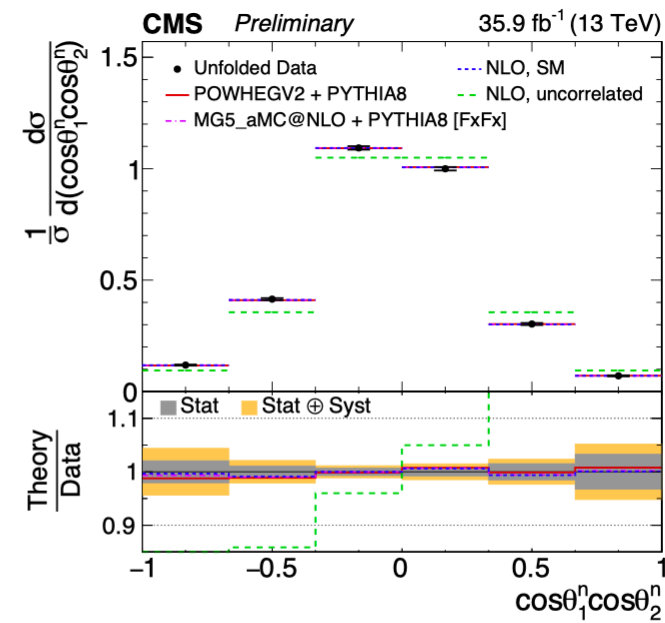 CMS Preliminary 35.9 fb⁻¹ (13 TeV)
1/σ dσ/d(cosθ₁ⁿcosθ₂ⁿ)
1.5
1
0.5
0
Unfolded Data
POWHEGV2 + PYTHIA8
MG5_aMC@NLO + PYTHIA8 [FxFx]
NLO, SM
NLO, uncorrelated
Theory/Data
1.1
1
0.9
Stat
Stat ⊕ Syst
−1 −0.5 0 0.5 1
cosθ₁ⁿcosθ₂ⁿ